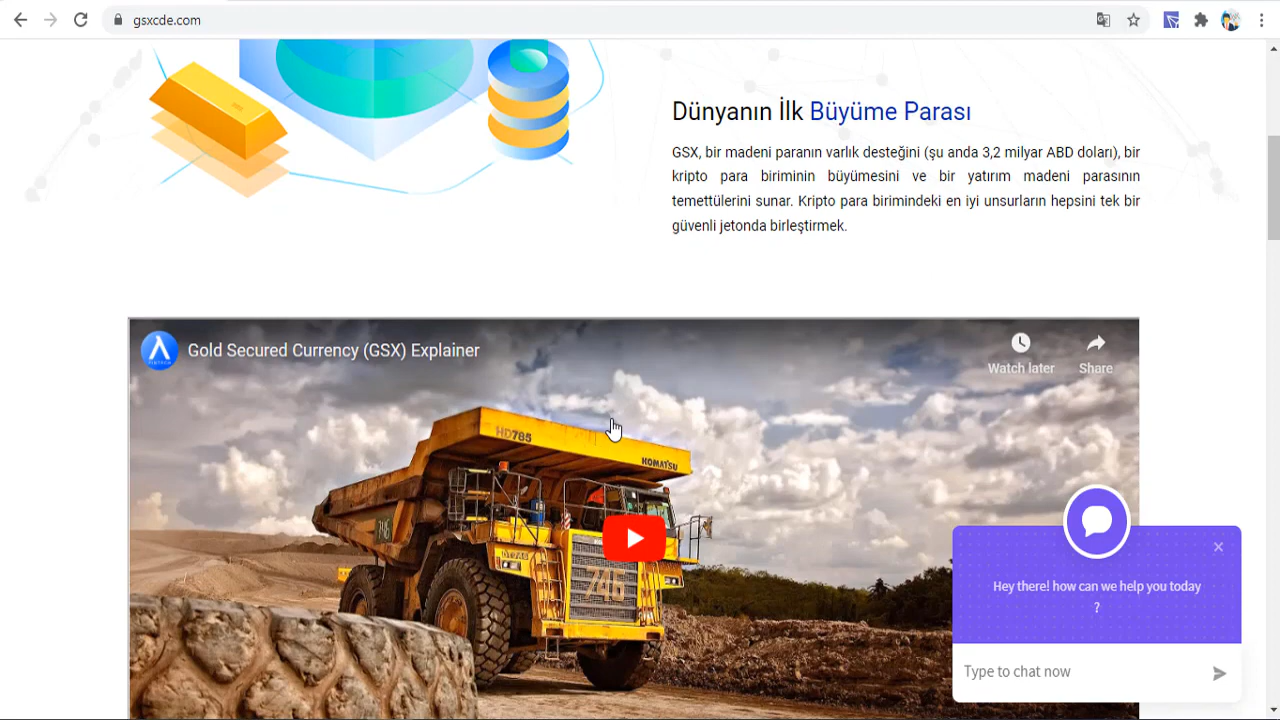 gsxcde.com
Dünyanın İlk Büyüme Parası
GSX, bir madeni paranın varlık desteğini (şu anda 3,2 milyar ABD doları), bir
kripto para biriminin büyümesini ve bir yatırım madeni parasının
temettülerini sunar. Kripto para birimindeki en iyi unsurların hepsini tek bir
güvenli jetonda birleştirmek.
Gold Secured Currency (GSX) Explainer
Watch later
Share
HD785
KOMATSU
746
DT746
746
Hey there! how can we help you today
?
Type to chat now